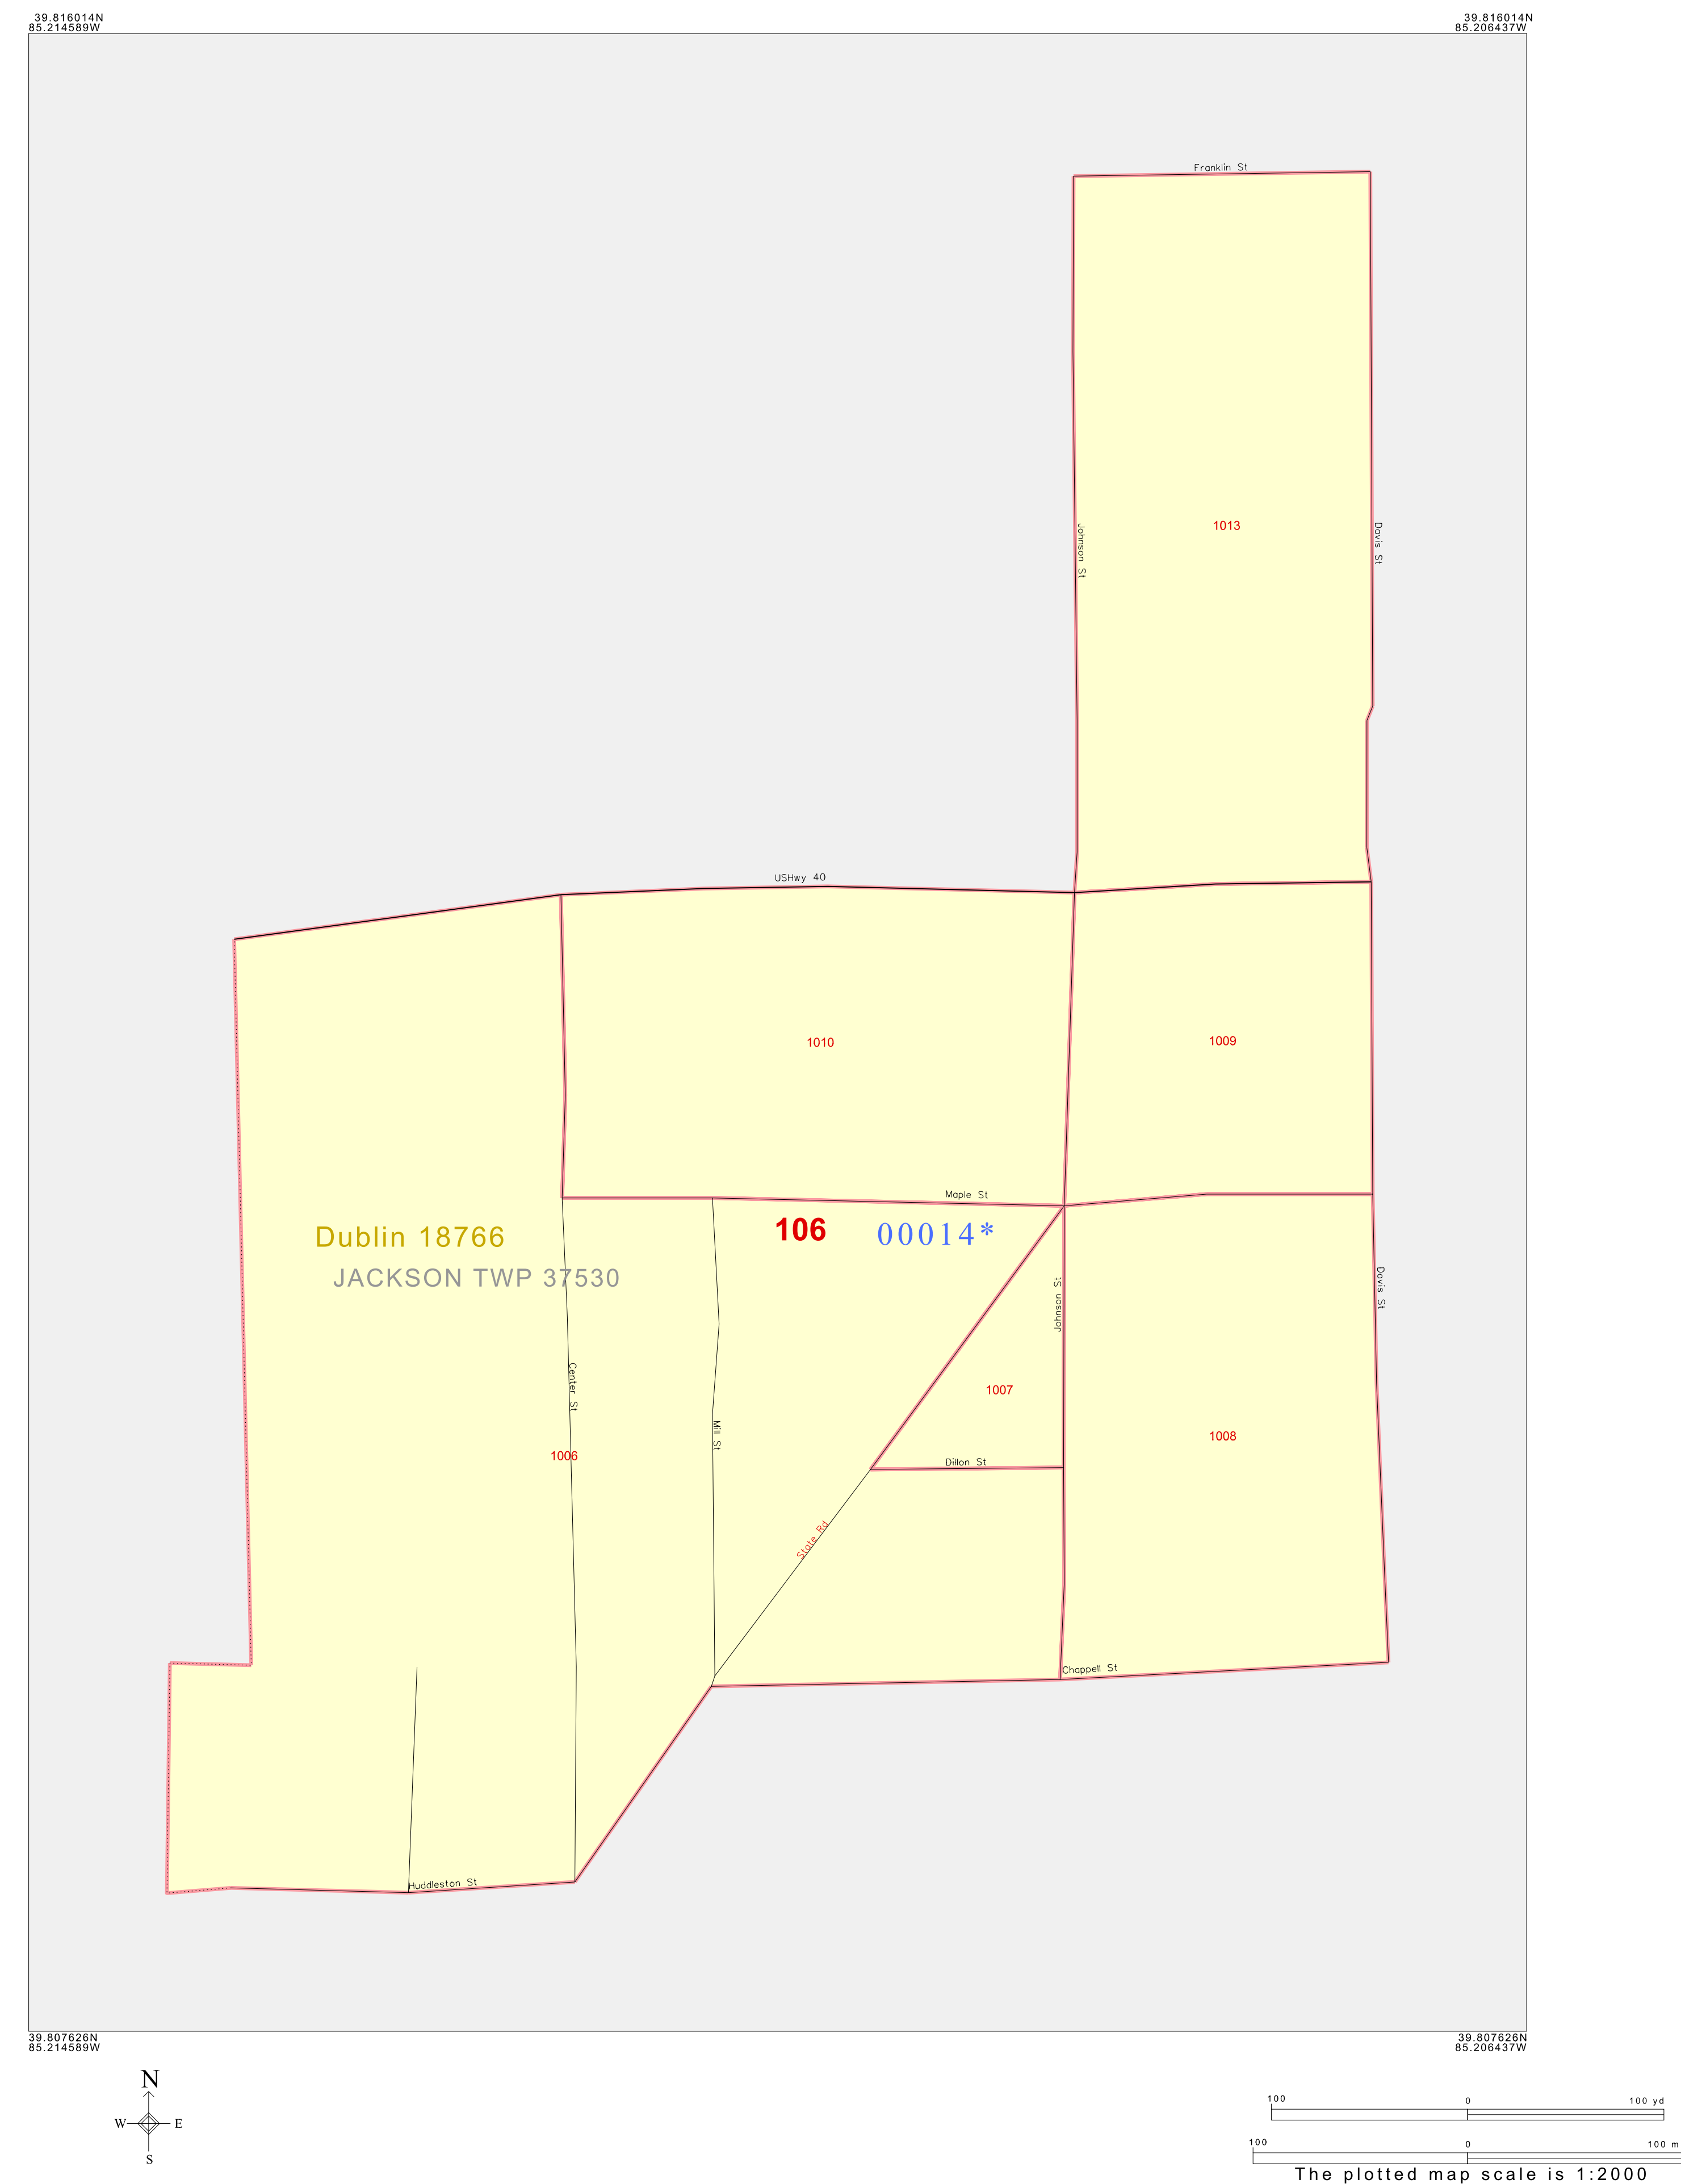 39.816014N
85.214589W
39.816014N
85.206437W
Franklin St
1013
Johnson St
Davis St
USHwy 40
1010
1009
Maple St
106
00014*
Dublin 18766
JACKSON TWP 37530
Johnson St
Davis St
Center St
Mill St
1007
1008
1006
Dillon St
State Rd
Chappell St
Huddleston St
39.807626N
85.214589W
39.807626N
85.206437W
N
W
E
S
100 0 100 yd
100 0 100 m
The plotted map scale is 1:2000